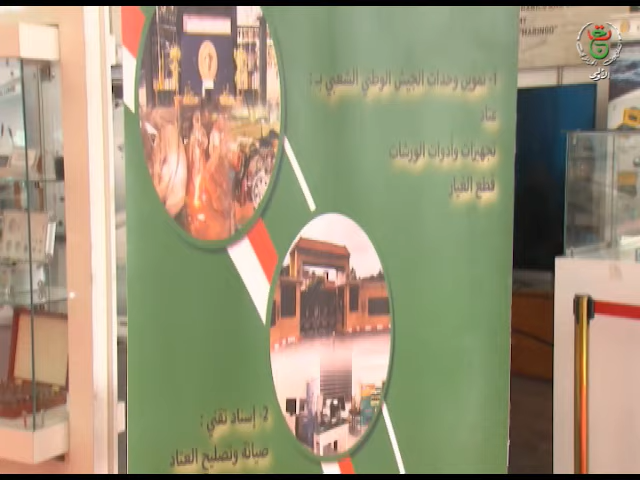 1- تموين وحدات الجيش الوطني الشعبي بـ :
عتاد
تجهيزات وأدوات الورشات
قطع الغيار
2- إسناد تقني :
صيانة وتصليح العتاد
الأولى